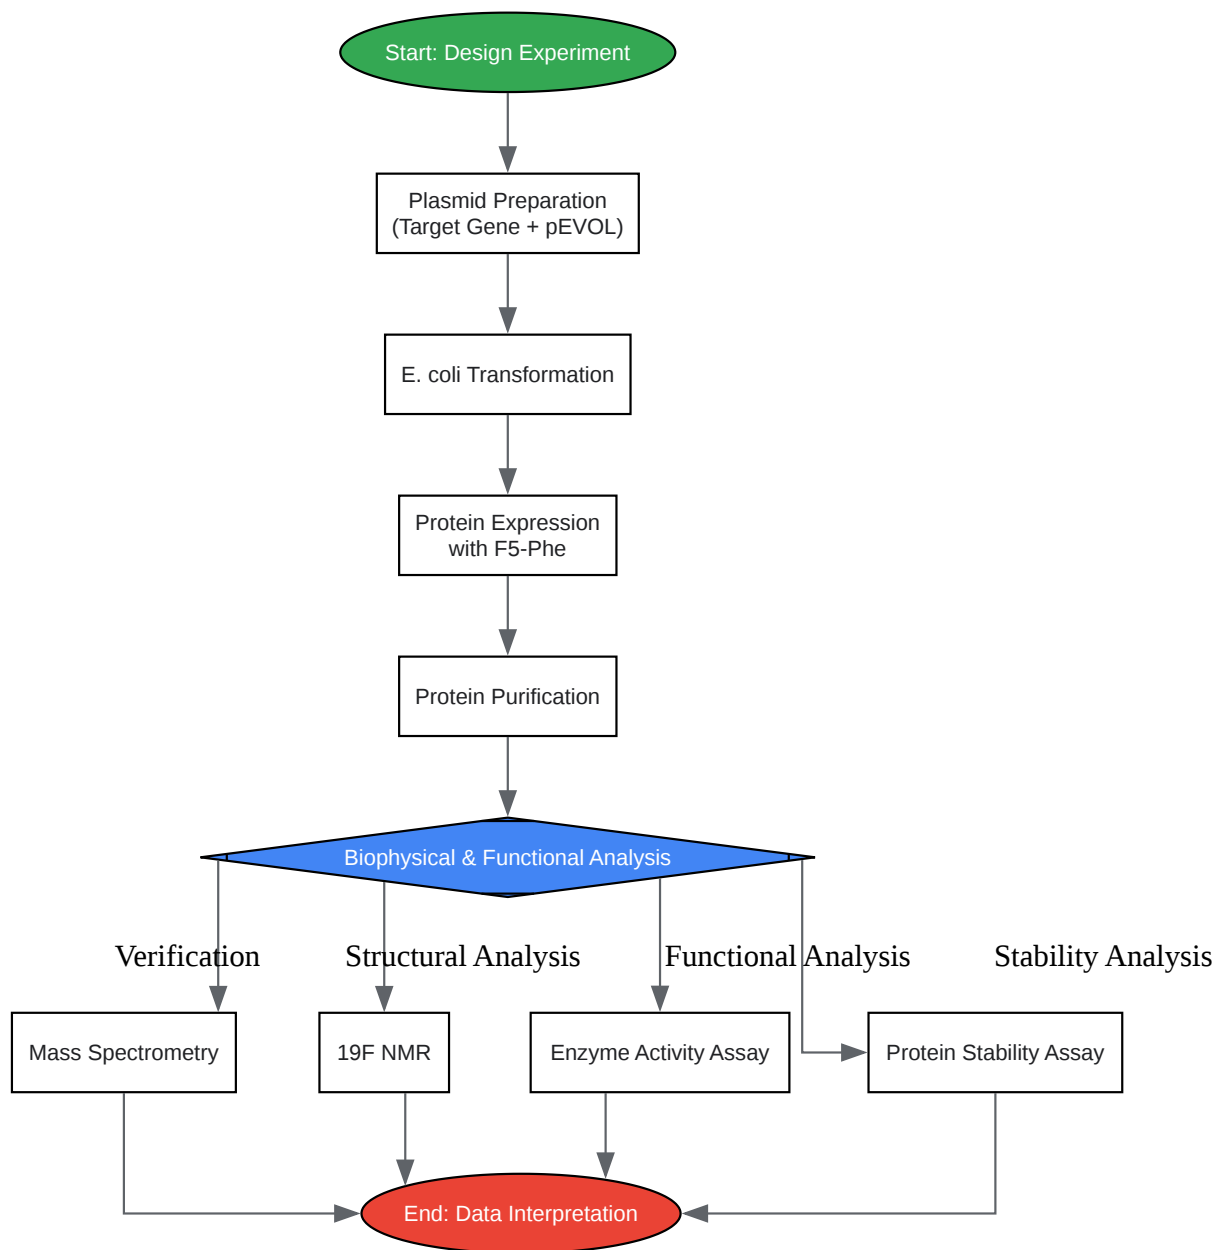 Start: Design Experiment
Plasmid Preparation
(Target Gene + pEVOL)
E. coli Transformation
Protein Expression
with F5-Phe
Protein Purification
Biophysical & Functional Analysis
Verification
Structural Analysis
Functional Analysis
Stability Analysis
Mass Spectrometry
19F NMR
Enzyme Activity Assay
Protein Stability Assay
End: Data Interpretation